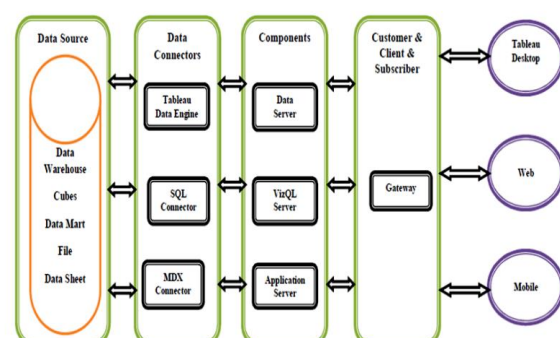 Data Source
Data
Warehouse
Cubes
Data Mart
File
Data Sheet
Data
Connectors
Tableau
Data Engine
SQL
Connector
MDX
Connector
Components
Data
Server
VizQL
Server
Application
Server
Customer &
Client &
Subscriber
Gateway
Tableau
Desktop
Web
Mobile